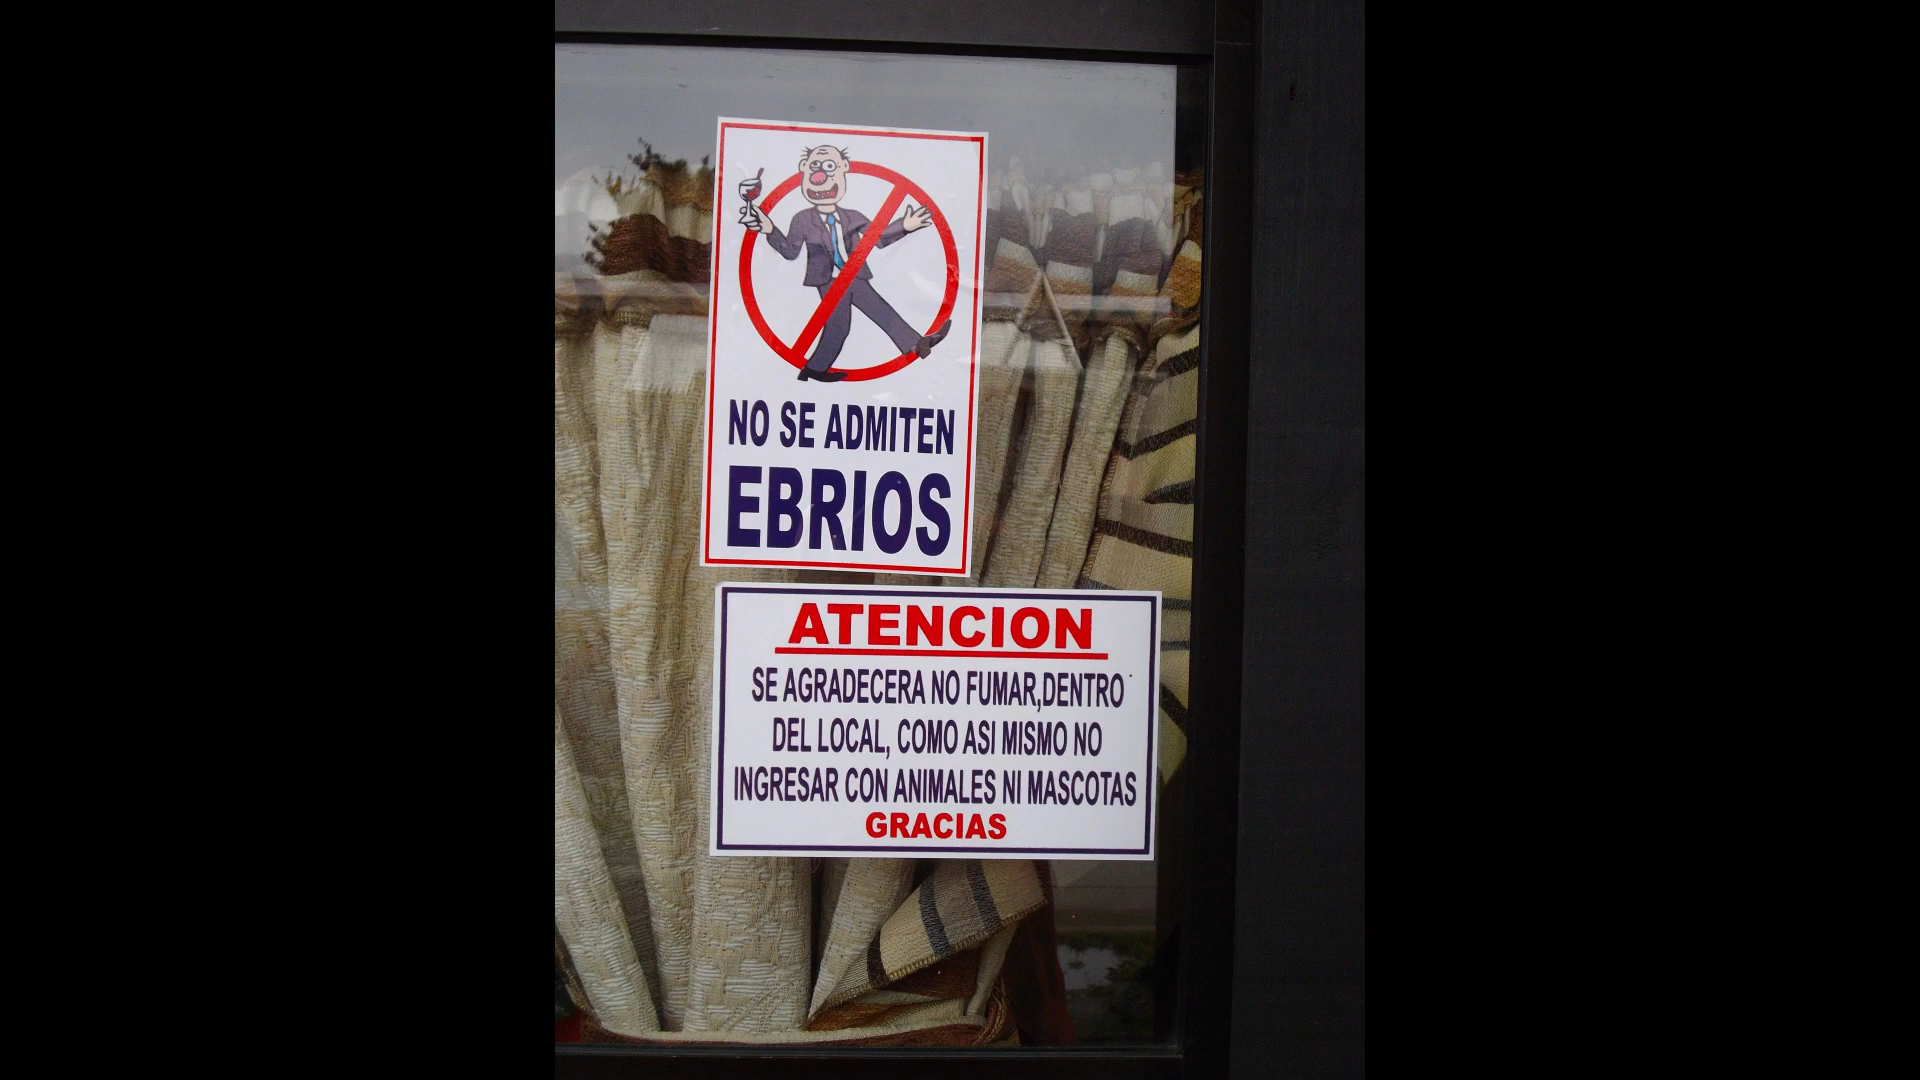 NO SE ADMITEN
EBRIOS
ATENCION
SE AGRADECERA NO FUMAR,DENTRO
DEL LOCAL, COMO ASI MISMO NO
INGRESAR CON ANIMALES NI MASCOTAS
GRACIAS